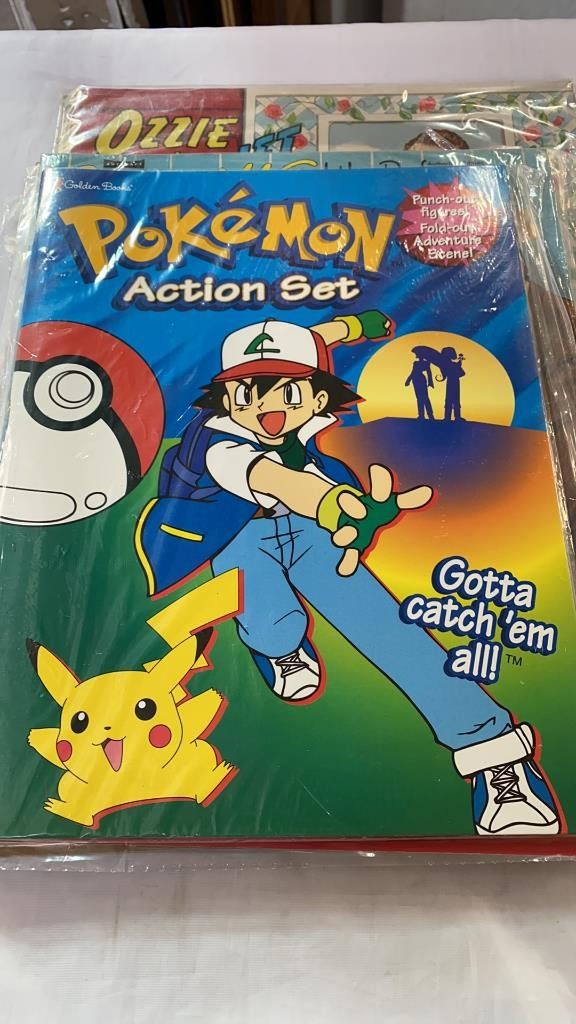 OZZIE
Golden Books
Punch-out
figures!
Fold-out
Adventure
Scene!
POKéMON
Action Set
Gotta
catch 'em
all! TM